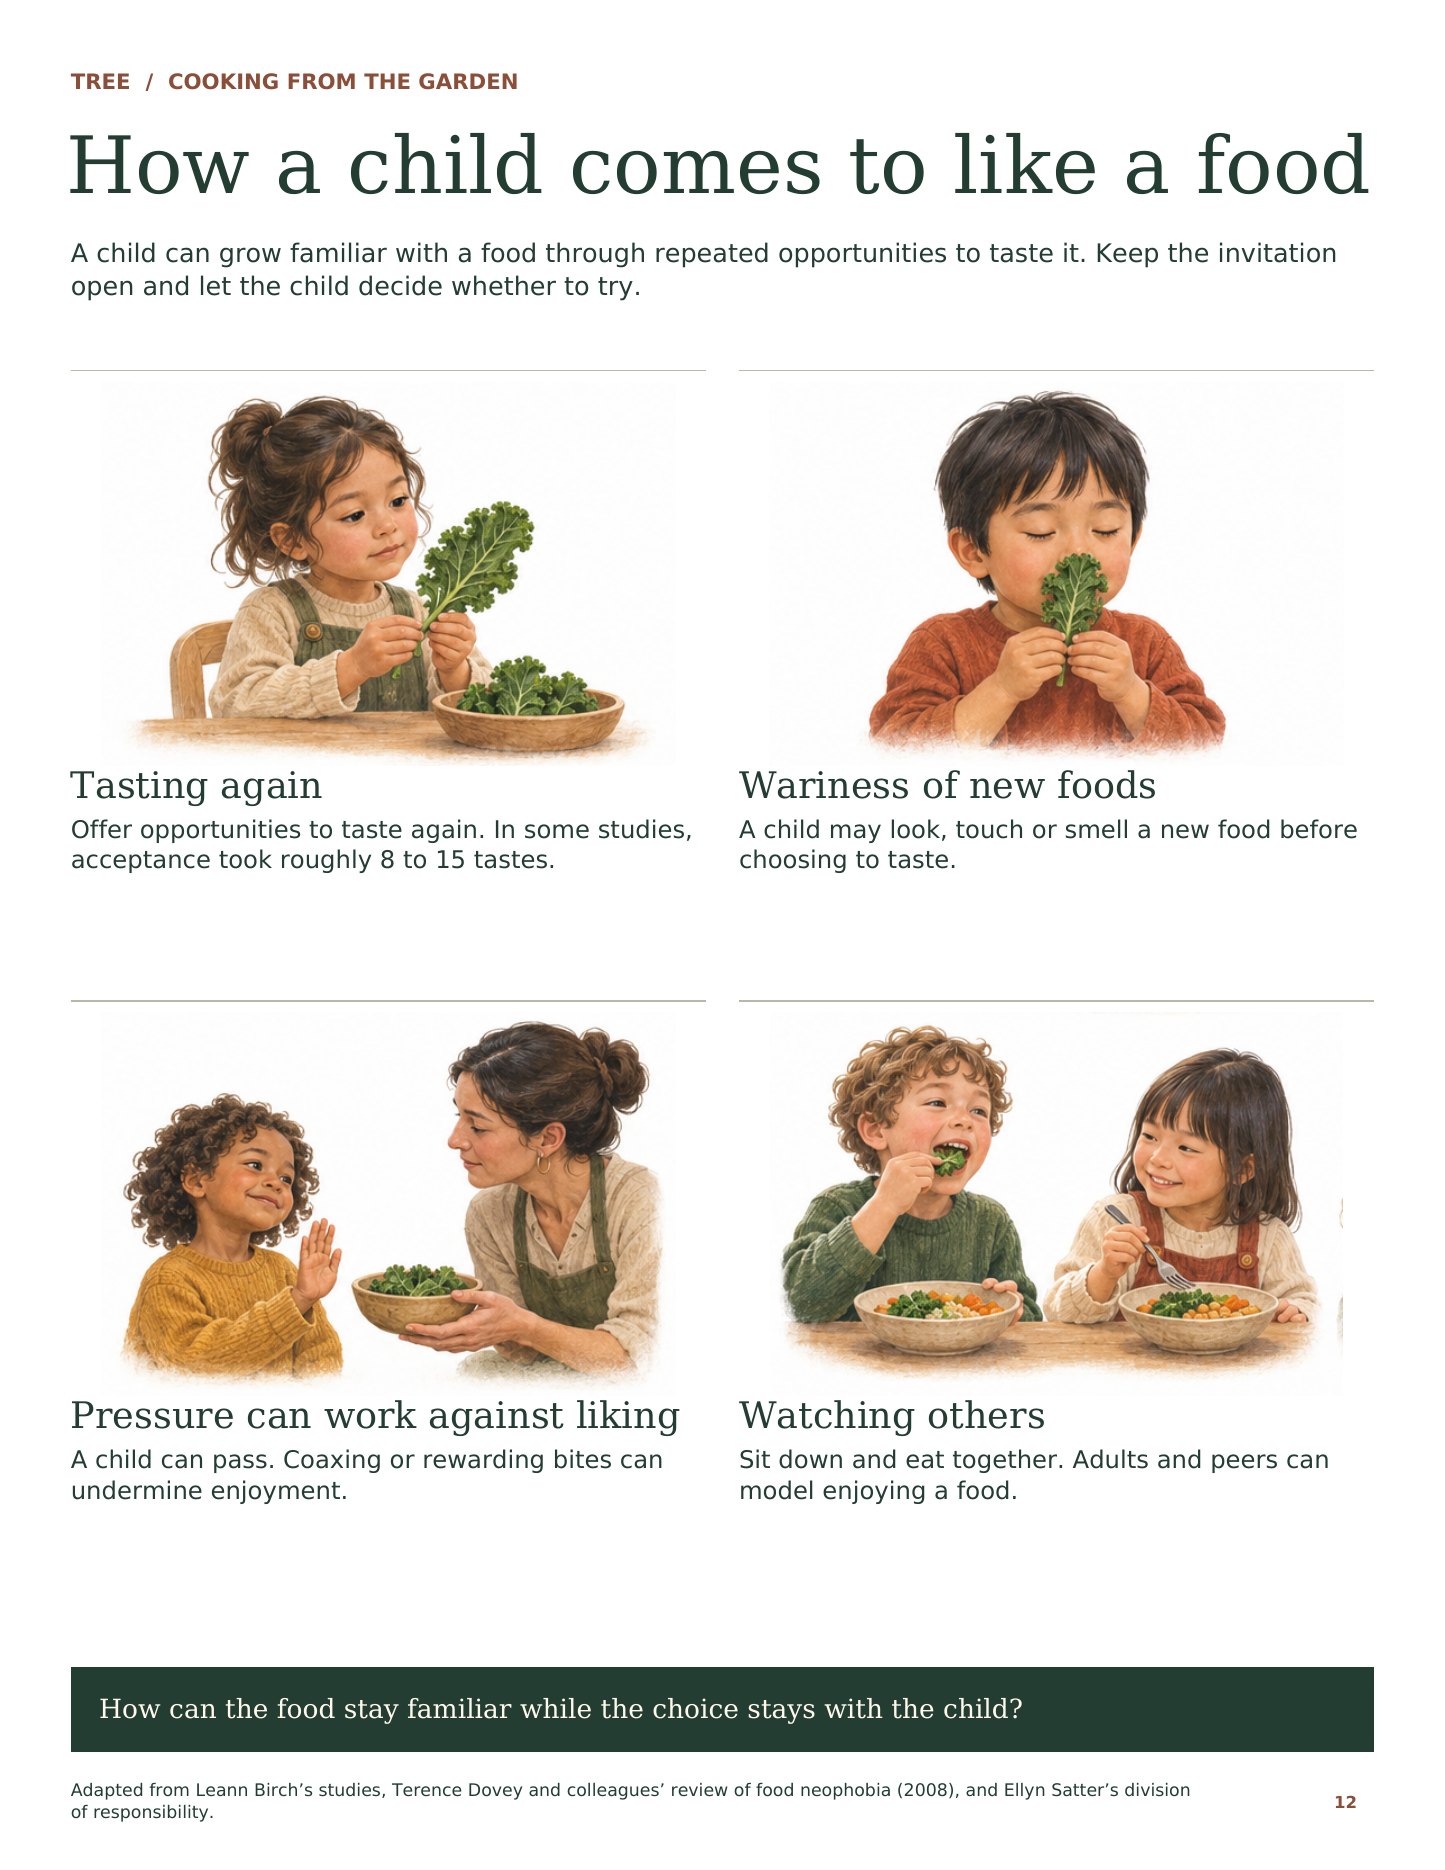 TREE / COOKING FROM THE GARDEN
How a child comes to like a food
A child can grow familiar with a food through repeated opportunities to taste it. Keep the invitation
open and let the child decide whether to try.
Tasting again
Offer opportunities to taste again. In some studies,
acceptance took roughly 8 to 15 tastes.
Wariness of new foods
A child may look, touch or smell a new food before
choosing to taste.
Pressure can work against liking
A child can pass. Coaxing or rewarding bites can
undermine enjoyment.
Watching others
Sit down and eat together. Adults and peers can
model enjoying a food.
How can the food stay familiar while the choice stays with the child?
Adapted from Leann Birch’s studies, Terence Dovey and colleagues’ review of food neophobia (2008), and Ellyn Satter’s division
of responsibility.
12